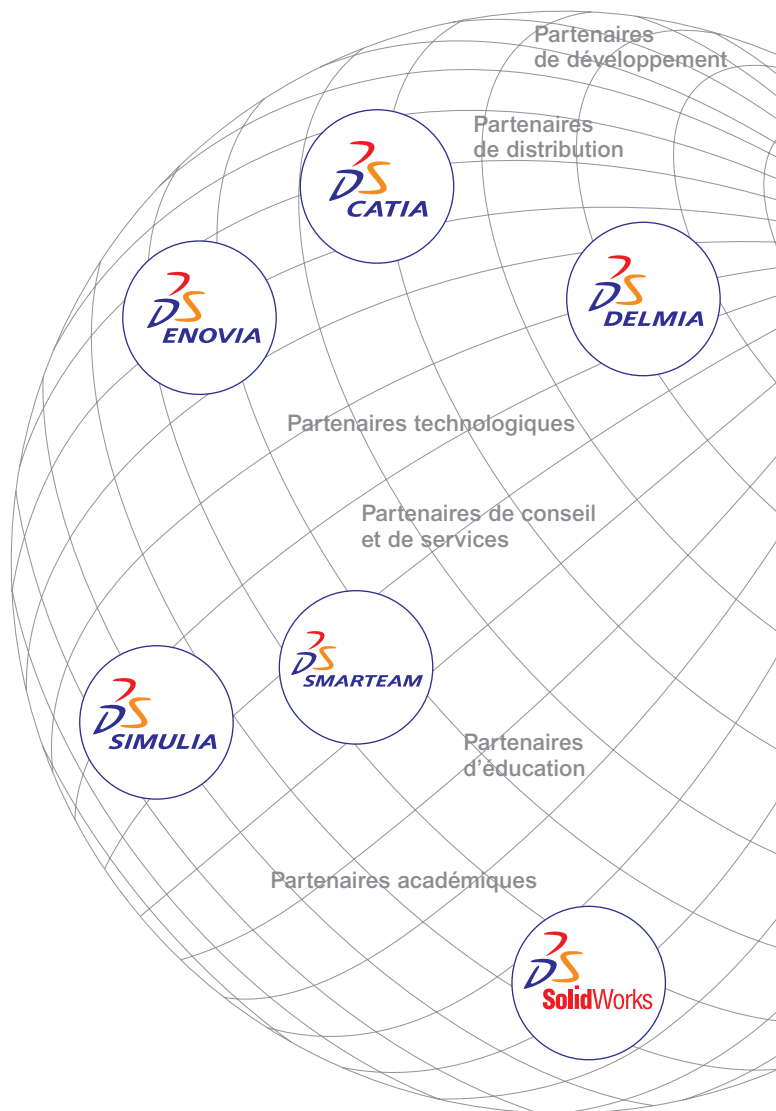 Partenaires
de développement
Partenaires
de distribution
CATIA
ENOVIA
DELMIA
Partenaires technologiques
Partenaires de conseil
et de services
SMARTEAM
SIMULIA
Partenaires
d'éducation
Partenaires académiques
SolidWorks